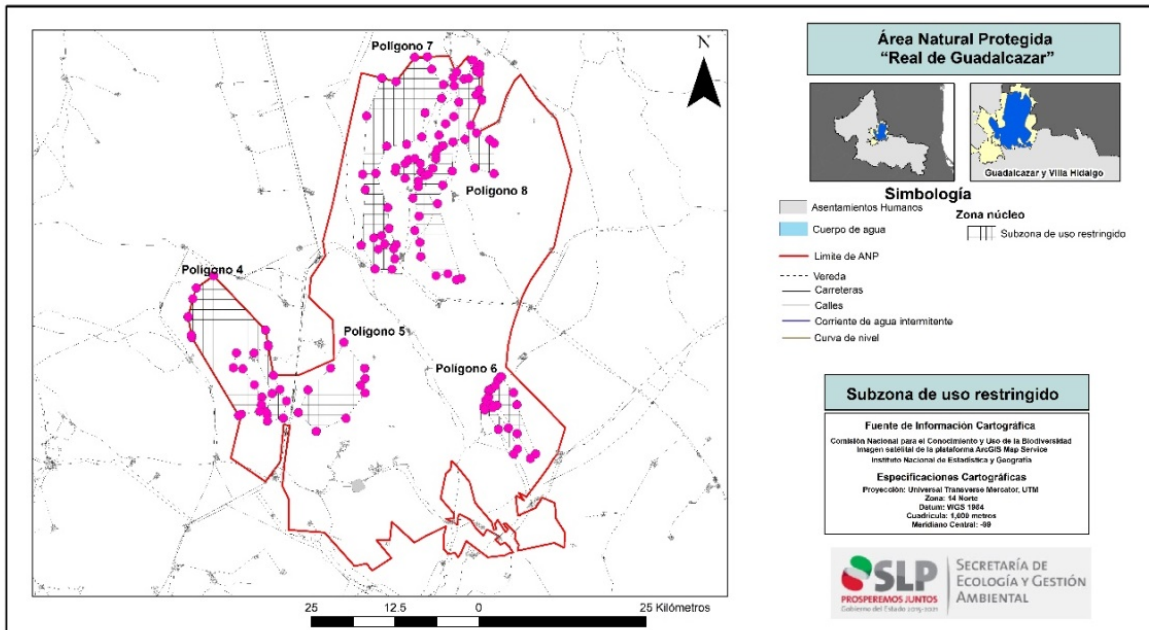 Polígono 7
N
Polígono 8
Polígono 4
Polígono 5
Polígono 6
25 12.5 0 25 Kilómetros
Área Natural Protegida
“Real de Guadalcazar”
Guadalcazar y Villa Hidalgo
Simbología
Asentamientos Humanos
Cuerpo de agua
Zona núcleo
Subzona de uso restringido
Limite de ANP
Vereda
Carreteras
Calles
Corriente de agua intermitente
Curva de nivel
Subzona de uso restringido
Fuente de Información Cartográfica
Comisión Nacional para el Conocimiento y Uso de la Biodiversidad
Imagen satelital de la plataforma ArcGIS Map Service
Instituto Nacional de Estadística y Geografía
Especificaciones Cartográficas
Proyección: Universal Transverse Mercator, UTM
Zona: 14 Norte
Datum: WGS 1984
Cuadrícula: 1,000 metros
Meridiano Central: -99
SLP
PROSPEREMOS JUNTOS
Gobierno del Estado 2015-2021
SECRETARÍA DE
ECOLOGÍA Y GESTIÓN
AMBIENTAL